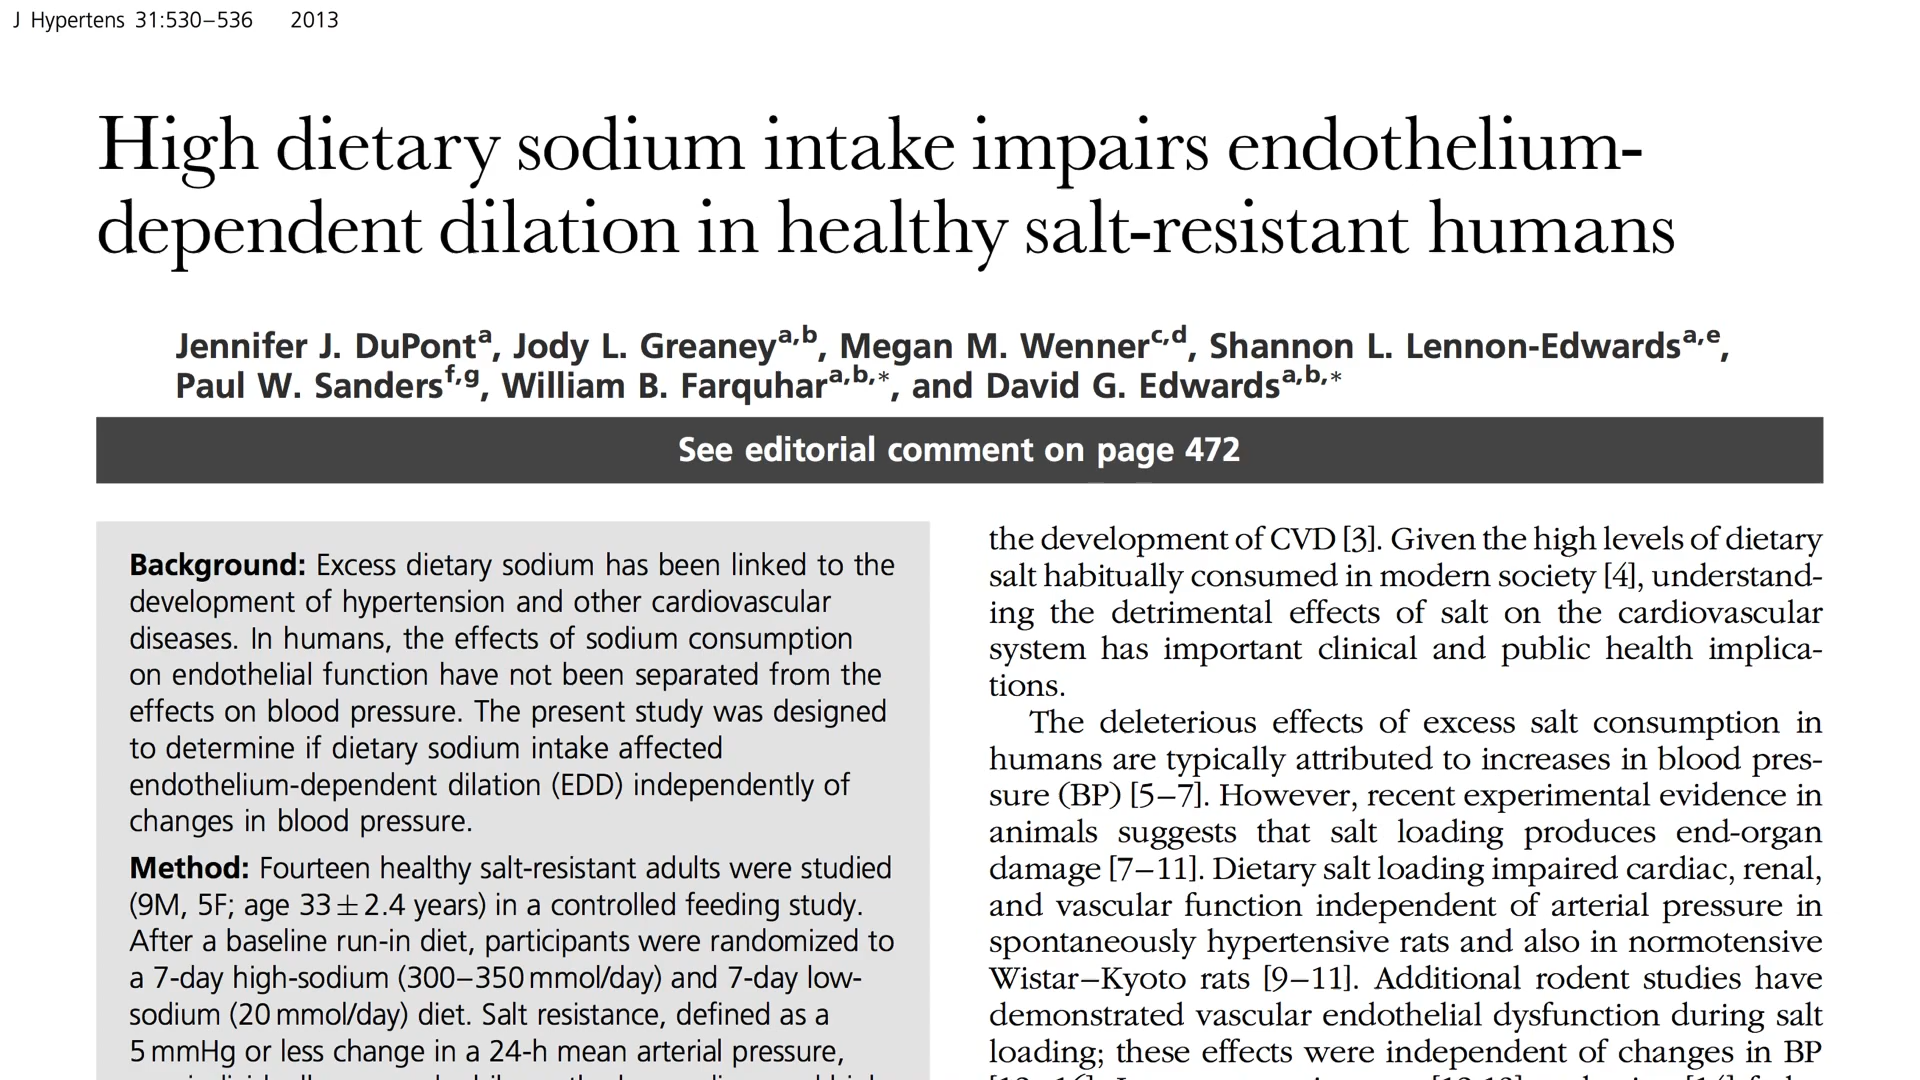 J Hypertens 31:530–536 2013
High dietary sodium intake impairs endothelium-
dependent dilation in healthy salt-resistant humans
Jennifer J. DuPontᵃ, Jody L. Greaneyᵃ,ᵇ, Megan M. Wennerᶜ,ᵈ, Shannon L. Lennon-Edwardsᵃ,ᵉ,
Paul W. Sandersᶠ,ᵍ, William B. Farquharᵃ,ᵇ,*, and David G. Edwardsᵃ,ᵇ,*
See editorial comment on page 472
Background: Excess dietary sodium has been linked to the
development of hypertension and other cardiovascular
diseases. In humans, the effects of sodium consumption
on endothelial function have not been separated from the
effects on blood pressure. The present study was designed
to determine if dietary sodium intake affected
endothelium-dependent dilation (EDD) independently of
changes in blood pressure.
Method: Fourteen healthy salt-resistant adults were studied
(9M, 5F; age 33 ± 2.4 years) in a controlled feeding study.
After a baseline run-in diet, participants were randomized to
a 7-day high-sodium (300–350 mmol/day) and 7-day low-
sodium (20 mmol/day) diet. Salt resistance, defined as a
5 mmHg or less change in a 24-h mean arterial pressure,
the development of CVD [3]. Given the high levels of dietary
salt habitually consumed in modern society [4], understand-
ing the detrimental effects of salt on the cardiovascular
system has important clinical and public health implica-
tions.
The deleterious effects of excess salt consumption in
humans are typically attributed to increases in blood pres-
sure (BP) [5–7]. However, recent experimental evidence in
animals suggests that salt loading produces end-organ
damage [7–11]. Dietary salt loading impaired cardiac, renal,
and vascular function independent of arterial pressure in
spontaneously hypertensive rats and also in normotensive
Wistar–Kyoto rats [9–11]. Additional rodent studies have
demonstrated vascular endothelial dysfunction during salt
loading; these effects were independent of changes in BP